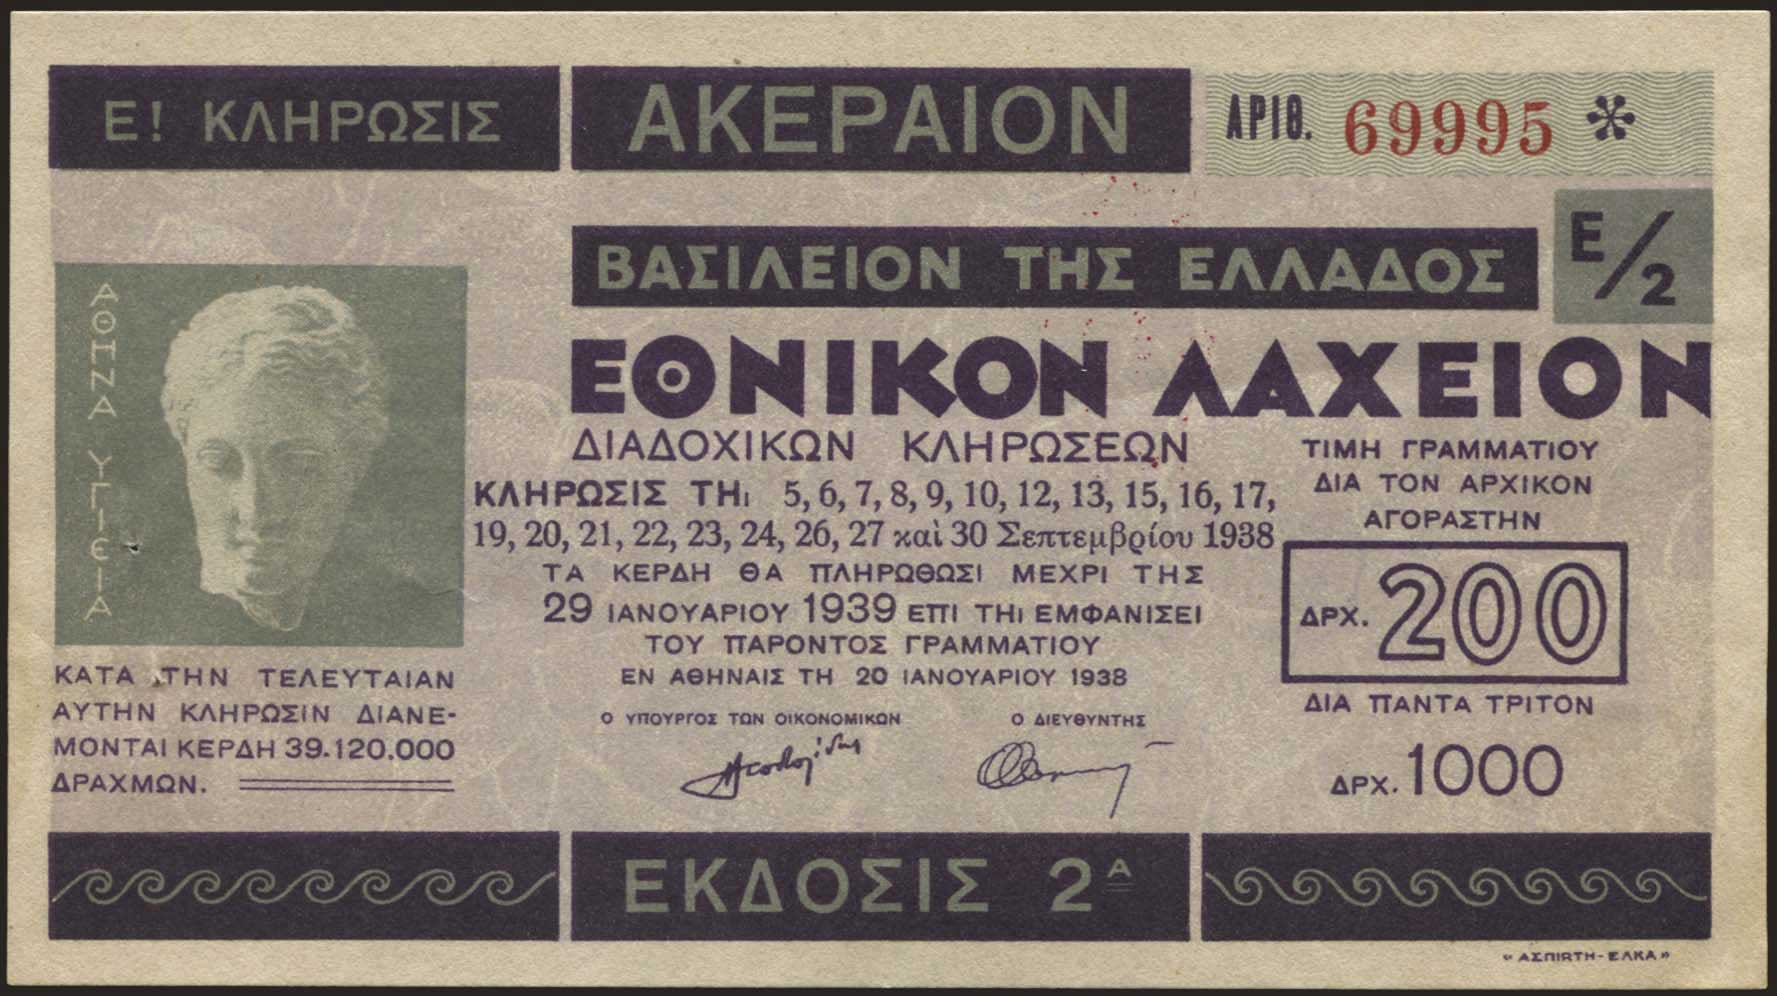 Ε! ΚΛΗΡΩΣΙΣ
ΑΚΕΡΑΙΟΝ
ΑΡΙΘ. 69995 *
ΒΑΣΙΛΕΙΟΝ ΤΗΣ ΕΛΛΑΔΟΣ
Ε/2
ΕΘΝΙΚΟΝ ΛΑΧΕΙΟΝ
ΑΘΗΝΑ ΥΓΙΕΙΑ
ΔΙΑΔΟΧΙΚΩΝ ΚΛΗΡΩΣΕΩΝ
ΚΛΗΡΩΣΙΣ ΤΗι 5, 6, 7, 8, 9, 10, 12, 13, 15, 16, 17,
19, 20, 21, 22, 23, 24, 26, 27 καὶ 30 Σεπτεμβρίου 1938
ΤΑ ΚΕΡΔΗ ΘΑ ΠΛΗΡΩΘΩΣΙ ΜΕΧΡΙ ΤΗΣ
29 ΙΑΝΟΥΑΡΙΟΥ 1939 ΕΠΙ ΤΗι ΕΜΦΑΝΙΣΕΙ
ΤΟΥ ΠΑΡΟΝΤΟΣ ΓΡΑΜΜΑΤΙΟΥ
ΕΝ ΑΘΗΝΑΙΣ ΤΗ 20 ΙΑΝΟΥΑΡΙΟΥ 1938
Ο ΥΠΟΥΡΓΟΣ ΤΩΝ ΟΙΚΟΝΟΜΙΚΩΝ
Ο ΔΙΕΥΘΥΝΤΗΣ
ΤΙΜΗ ΓΡΑΜΜΑΤΙΟΥ
ΔΙΑ ΤΟΝ ΑΡΧΙΚΟΝ
ΑΓΟΡΑΣΤΗΝ
ΔΡΧ. 200
ΔΙΑ ΠΑΝΤΑ ΤΡΙΤΟΝ
ΔΡΧ. 1000
ΚΑΤΑ ΤΗΝ ΤΕΛΕΥΤΑΙΑΝ
ΑΥΤΗΝ ΚΛΗΡΩΣΙΝ ΔΙΑΝΕ-
ΜΟΝΤΑΙ ΚΕΡΔΗ 39.120.000
ΔΡΑΧΜΩΝ.
ΕΚΔΟΣΙΣ 2Α
« ΑΣΠΙΩΤΗ-ΕΛΚΑ »